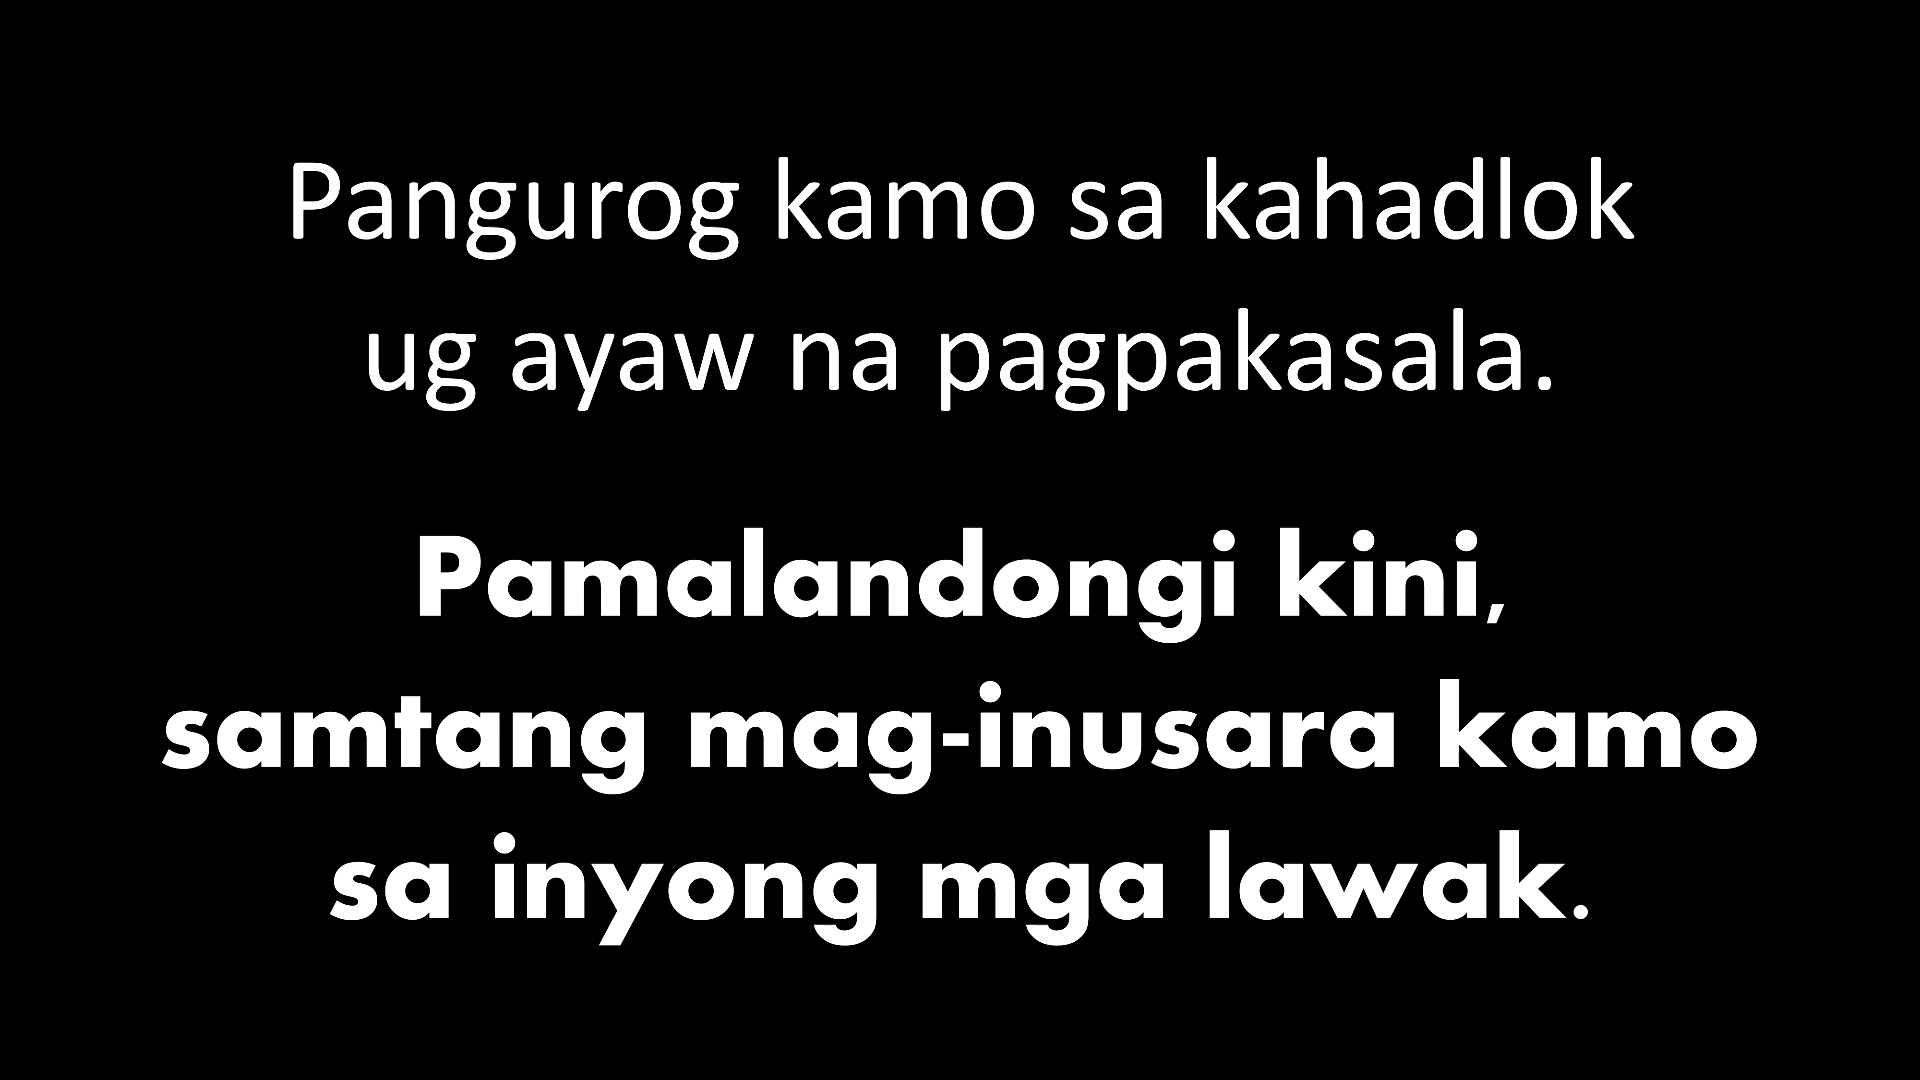 Pangurog kamo sa kahadlok
ug ayaw na pagpakasala.
Pamalandongi kini,
samtang mag-inusara kamo
sa inyong mga lawak.